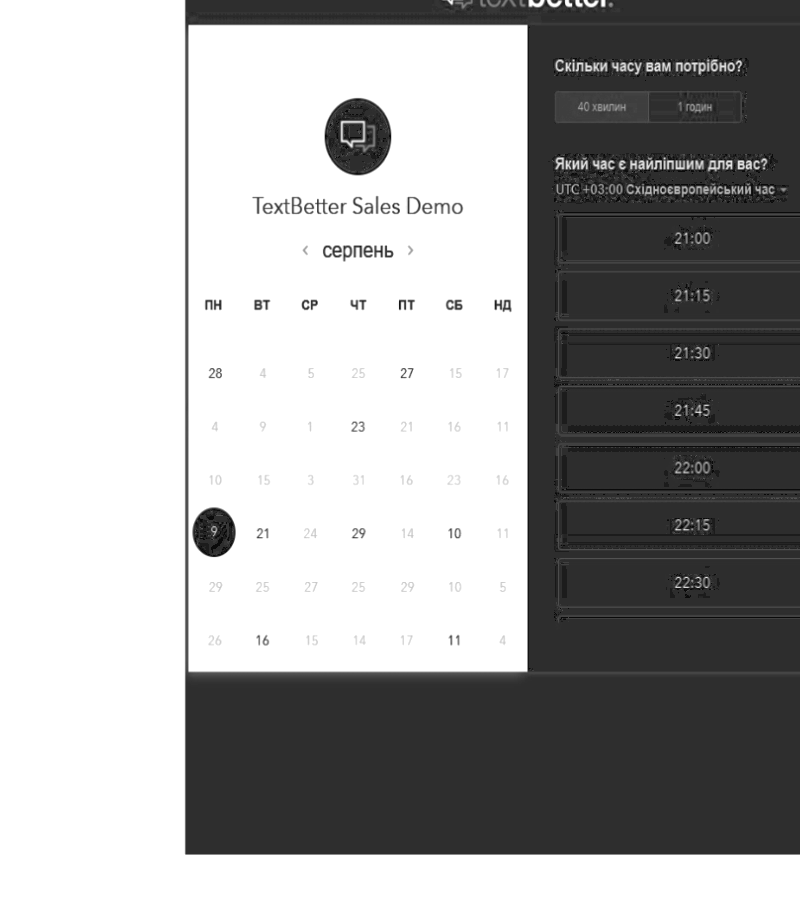 textbetter.
TextBetter Sales Demo
‹ серпень ›
ПН ВТ СР ЧТ ПТ СБ НД
28 4 5 25 27 15 17
4 9 1 23 21 16 11
10 15 3 31 16 23 16
9 21 24 29 14 10 11
29 25 27 25 29 10 5
26 16 15 14 17 11 4
Скільки часу вам потрібно?
40 хвилин 1 годин
Який час є найліпшим для вас?
UTC +03:00 Східноєвропейський час
21:00
21:15
21:30
21:45
22:00
22:15
22:30